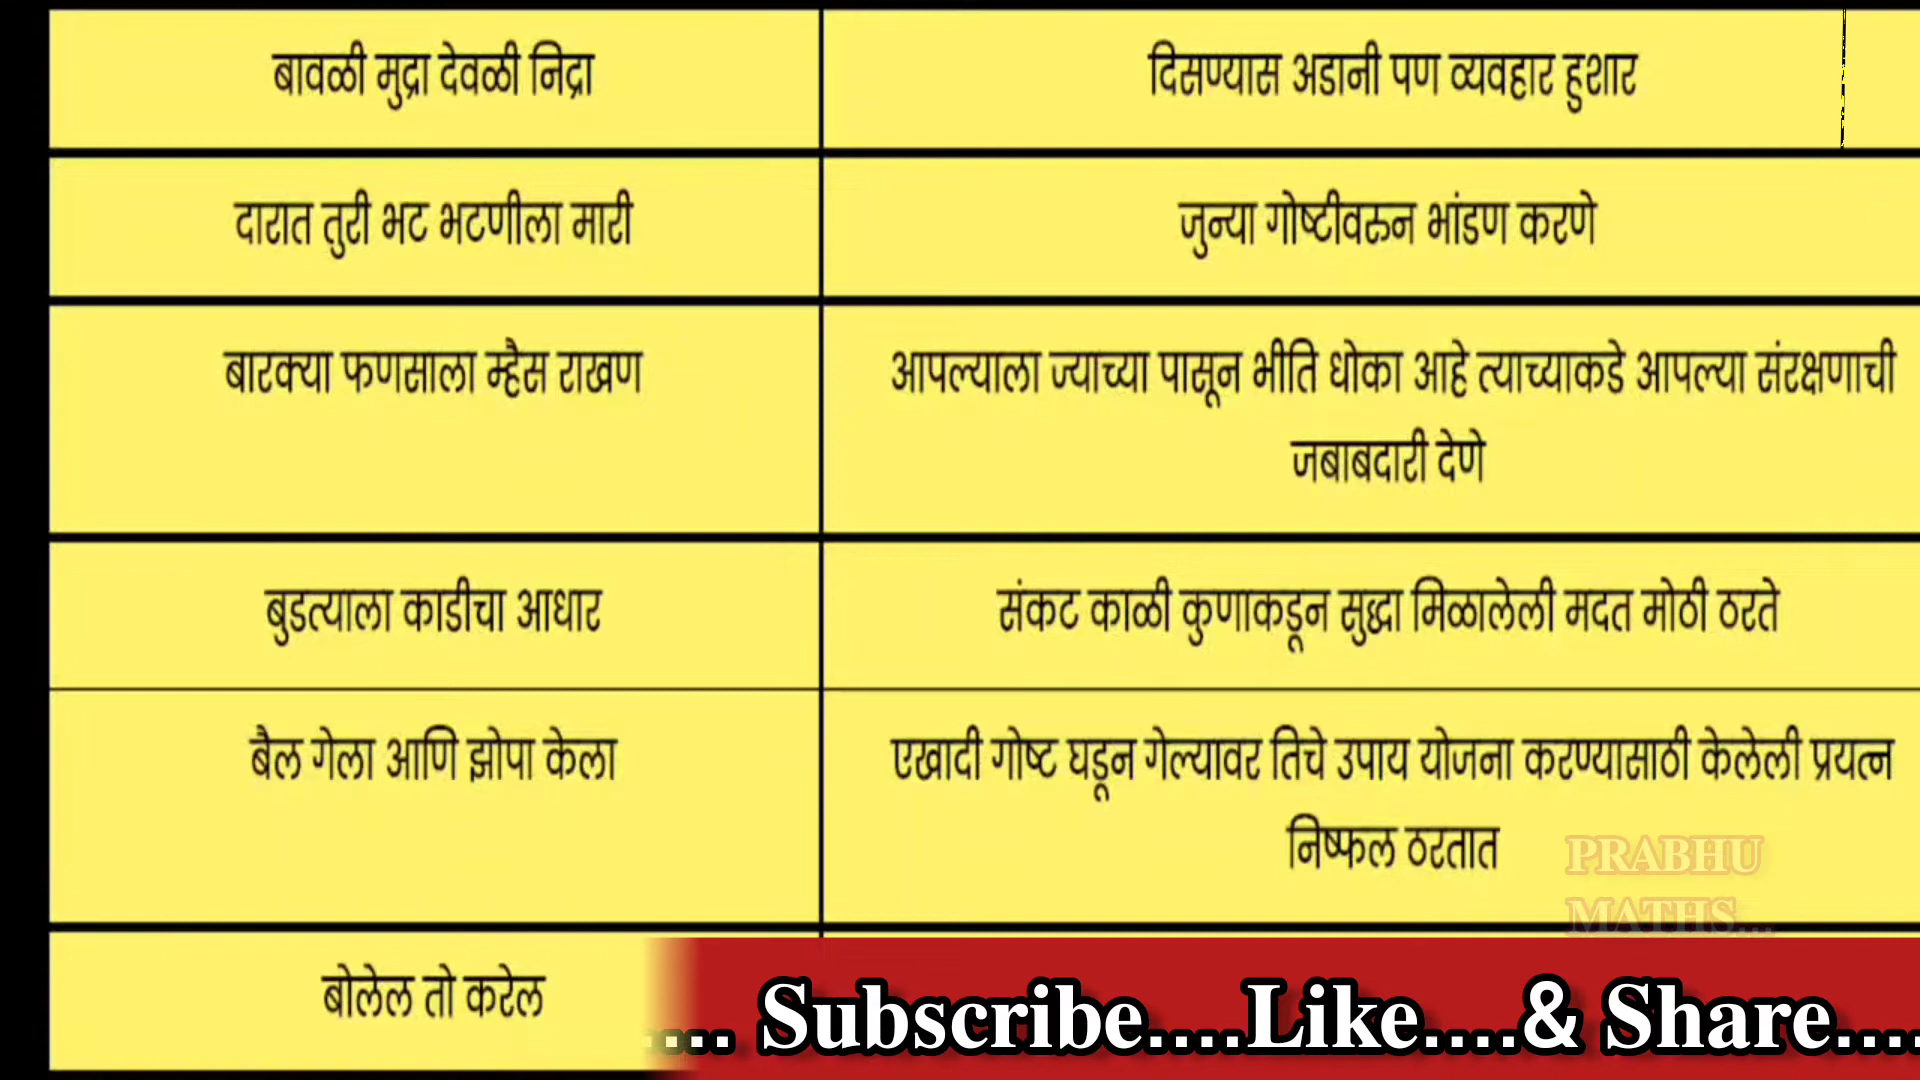 बावळी मुद्रा देवळी निद्रा
दिसण्यास अडानी पण व्यवहार हुशार
दारात तुरी भट भटणीला मारी
जुन्या गोष्टीवरुन भांडण करणे
बारक्या फणसाला म्हैस राखण
आपल्याला ज्याच्या पासून भीति धोका आहे त्याच्याकडे आपल्या संरक्षणाची
जबाबदारी देणे
बुडत्याला काडीचा आधार
संकट काळी कुणाकडून सुद्धा मिळालेली मदत मोठी ठरते
बैल गेला आणि झोपा केला
एखादी गोष्ट घडून गेल्यावर तिचे उपाय योजना करण्यासाठी केलेली प्रयत्न
निष्फल ठरतात
PRABHU
MATHS...
बोलेल तो करेल
.... Subscribe....Like....& Share....